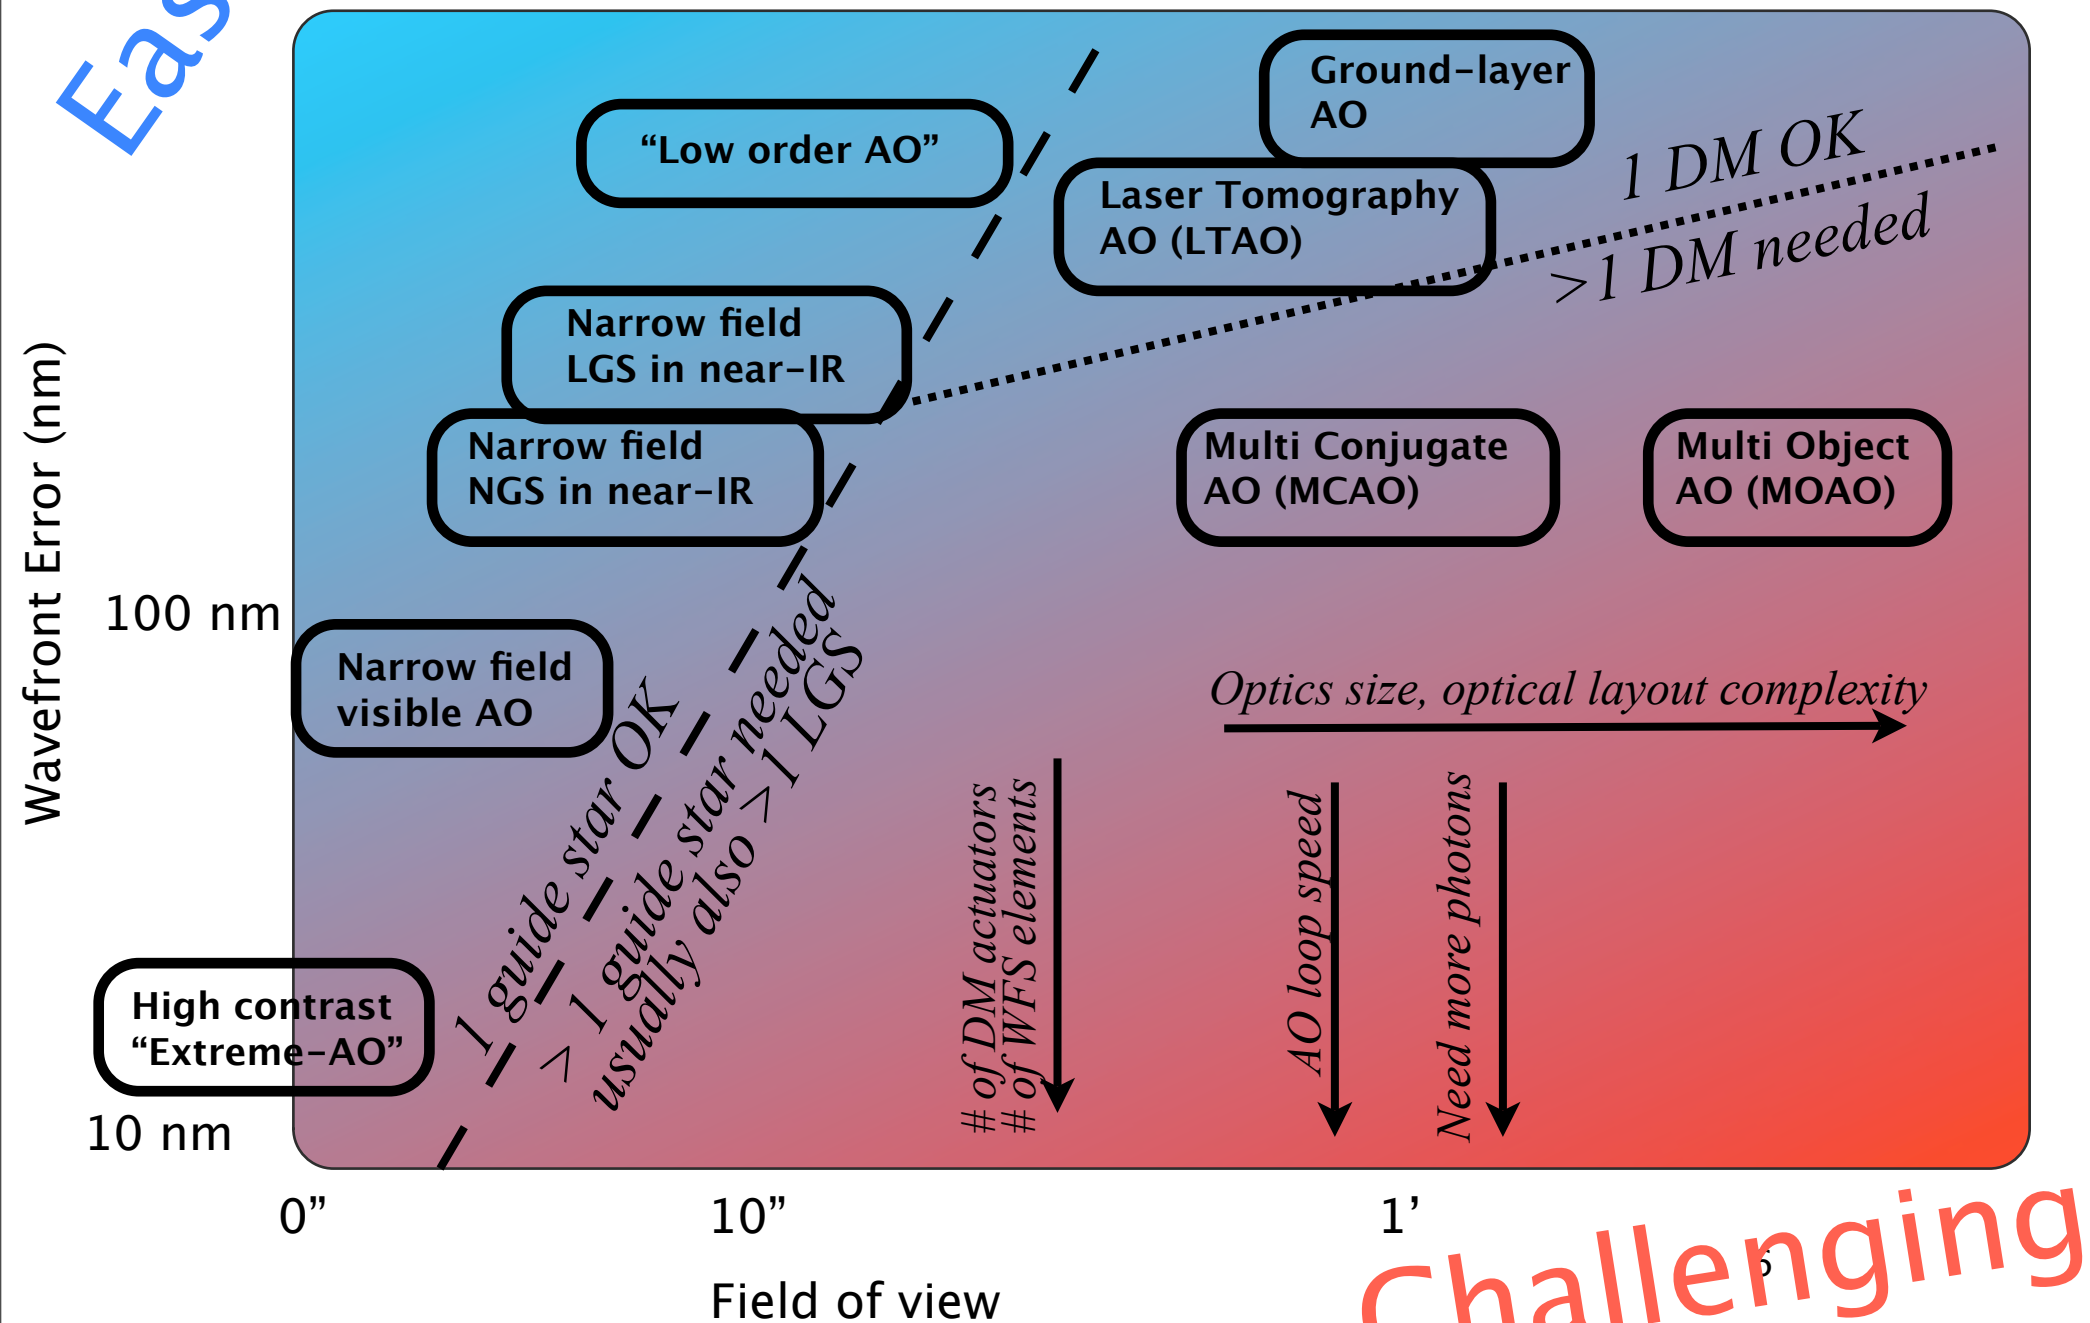 Eas
Ground-layer
AO
“Low order AO”
1 DM OK
Laser Tomography
AO (LTAO)
>1 DM needed
Narrow field
LGS in near-IR
Narrow field
NGS in near-IR
Multi Conjugate
AO (MCAO)
Multi Object
AO (MOAO)
Wavefront Error (nm)
100 nm
Narrow field
visible AO
1 guide star OK
> 1 guide star needed
usually also > 1 LGS
Optics size, optical layout complexity
# of DM actuators
# of WFS elements
AO loop speed
Need more photons
High contrast
“Extreme-AO”
10 nm
0”
10”
1’
Field of view
Challenging